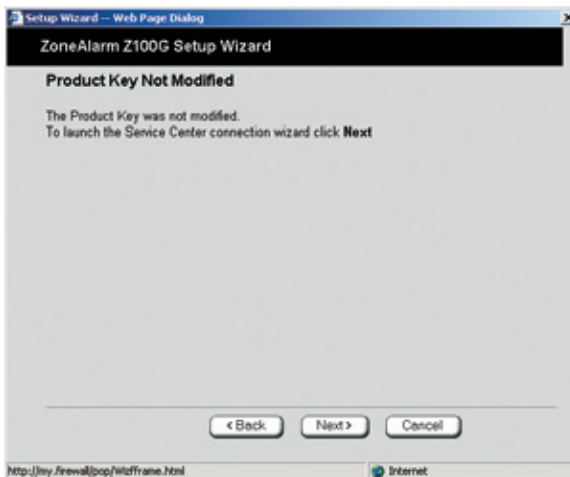 Setup Wizard -- Web Page Dialog
ZoneAlarm Z100G Setup Wizard
Product Key Not Modified
The Product Key was not modified.
To launch the Service Center connection wizard click Next
< Back
Next >
Cancel
http://my.firewall/pop/WizfFrame.html
Internet